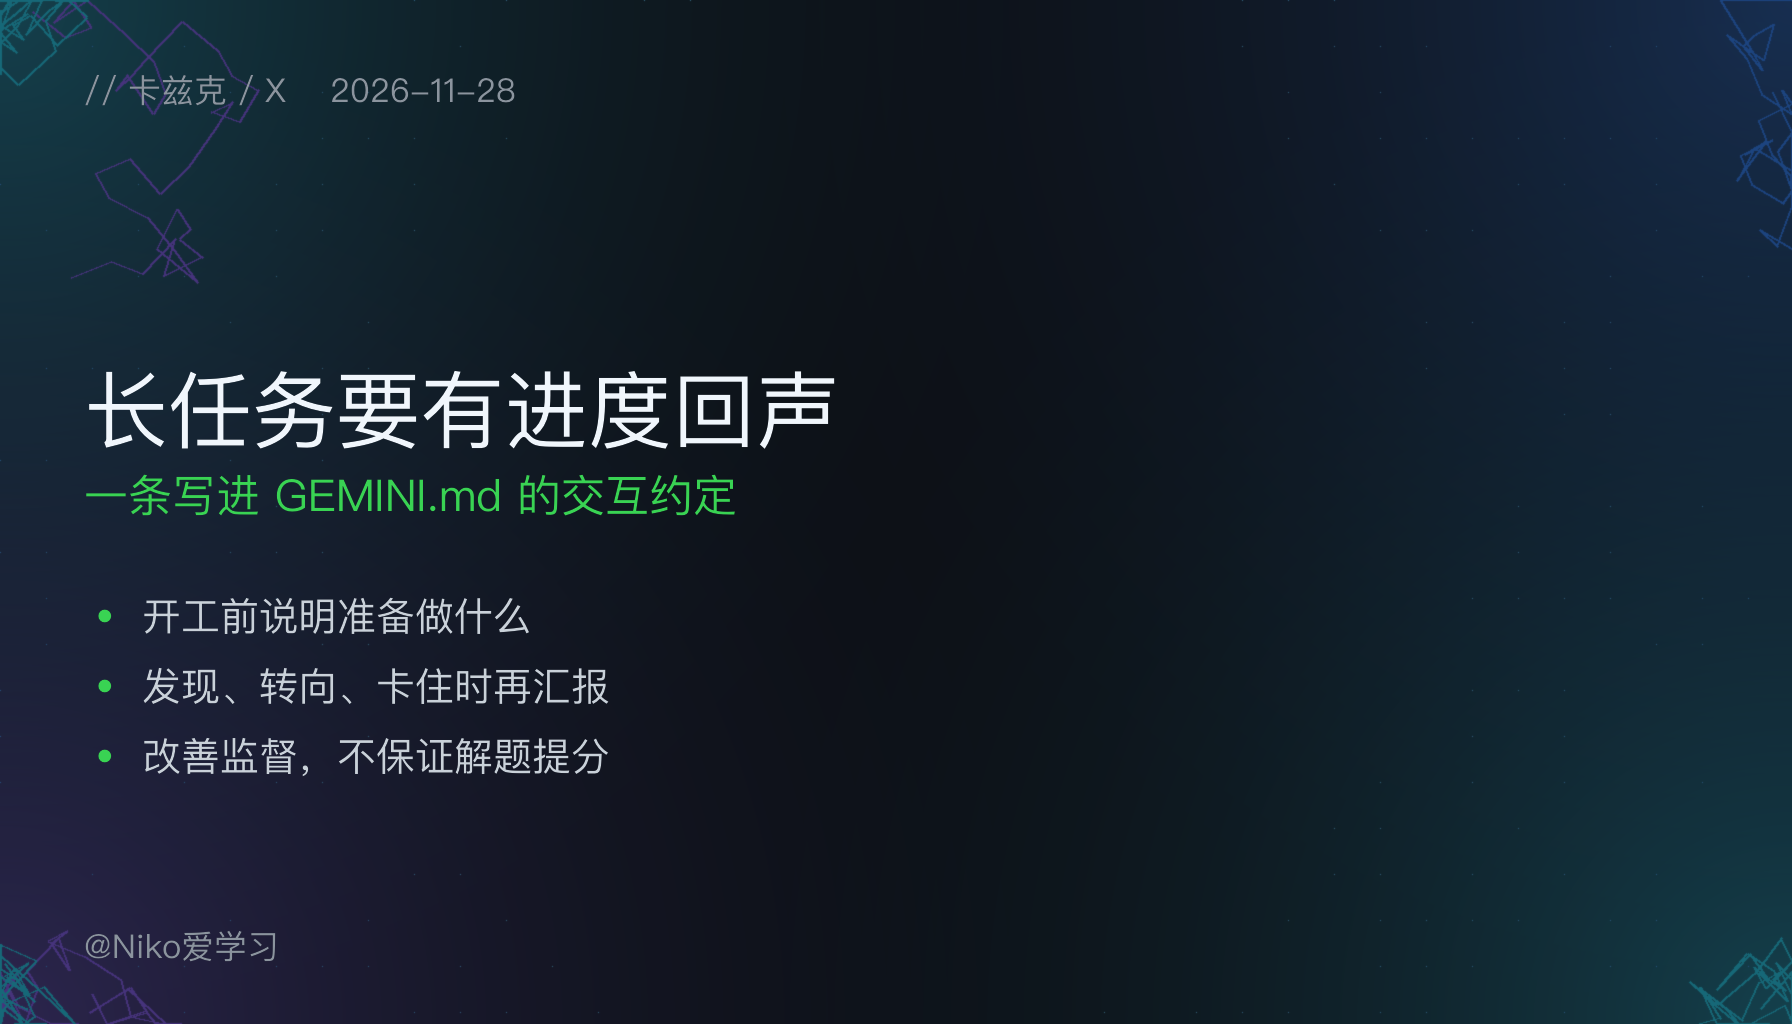 // 卡兹克 / X 2026-11-28
长任务要有进度回声
一条写进 GEMINI.md 的交互约定
• 开工前说明准备做什么
• 发现、转向、卡住时再汇报
• 改善监督，不保证解题提分
@Niko爱学习